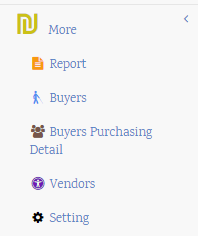 More
Report
Buyers
Buyers Purchasing
Detail
Vendors
Setting